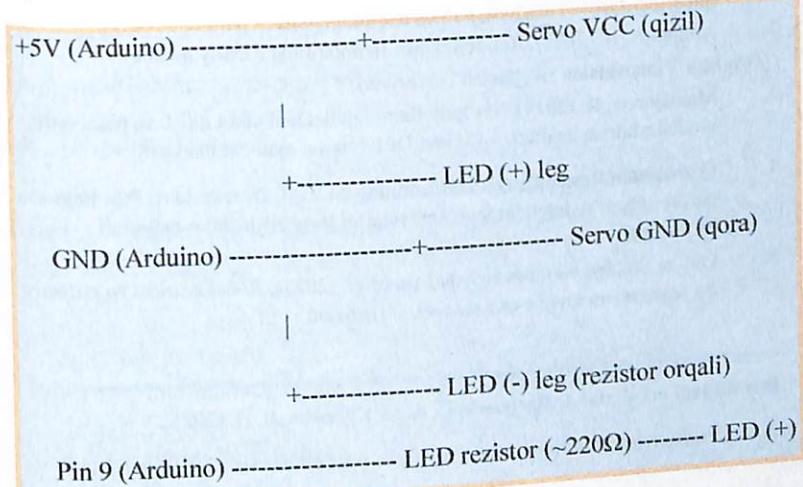 +5V (Arduino) -------------------+--------------- Servo VCC (qizil)
|
+---------------- LED (+) leg
GND (Arduino) --------------------+--------------- Servo GND (qora)
|
+---------------- LED (-) leg (rezistor orqali)
Pin 9 (Arduino) ------------------ LED rezistor (~220Ω) -------- LED (+)